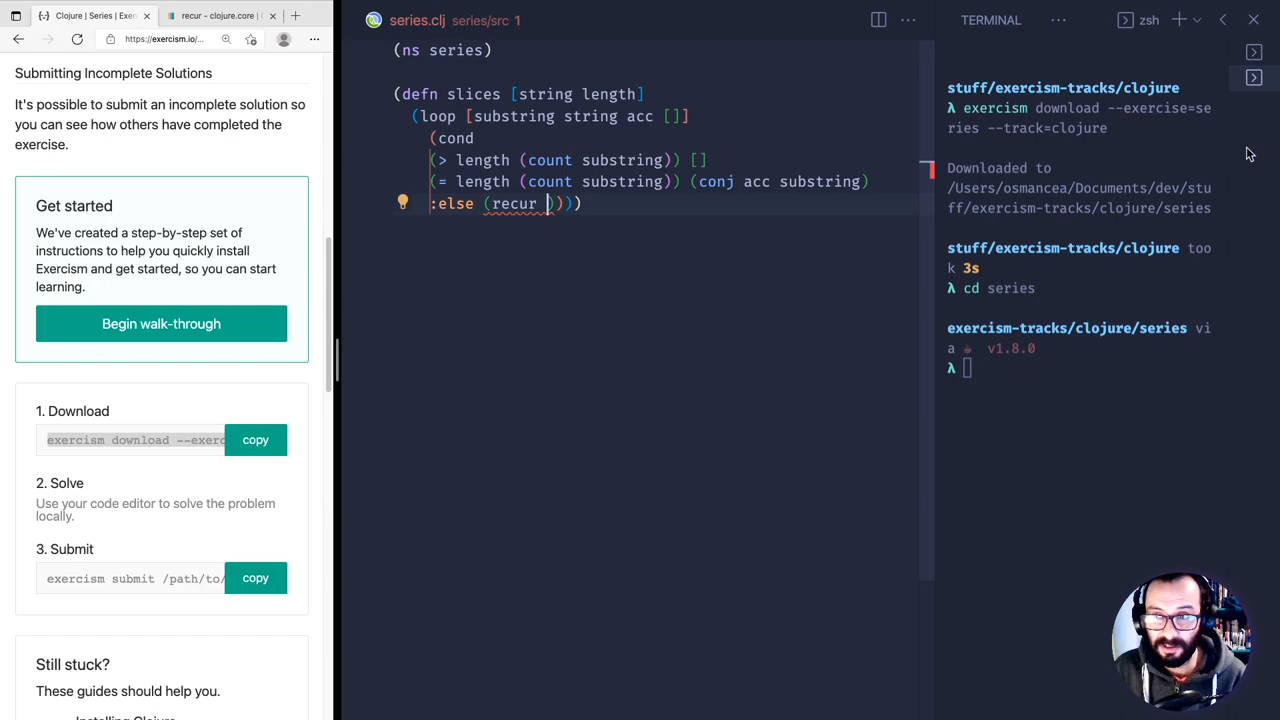 Clojure | Series | Exer
recur - clojure.core |
https://exercism.io/...
Submitting Incomplete Solutions
It's possible to submit an incomplete solution so
you can see how others have completed the
exercise.
Get started
We've created a step-by-step set of
instructions to help you quickly install
Exercism and get started, so you can start
learning.
Begin walk-through
1. Download
exercism download --exerc
copy
2. Solve
Use your code editor to solve the problem
locally.
3. Submit
exercism submit /path/to/
copy
Still stuck?
These guides should help you.
Installing Clojure
series.clj series/src 1
(ns series)
(defn slices [string length]
(loop [substring string acc []]
(cond
(> length (count substring)) []
(= length (count substring)) (conj acc substring)
:else (recur ))))
TERMINAL
zsh
stuff/exercism-tracks/clojure
λ exercism download --exercise=se
ries --track=clojure
Downloaded to
/Users/osmancea/Documents/dev/stu
ff/exercism-tracks/clojure/series
stuff/exercism-tracks/clojure too
k 3s
λ cd series
exercism-tracks/clojure/series vi
a v1.8.0
λ